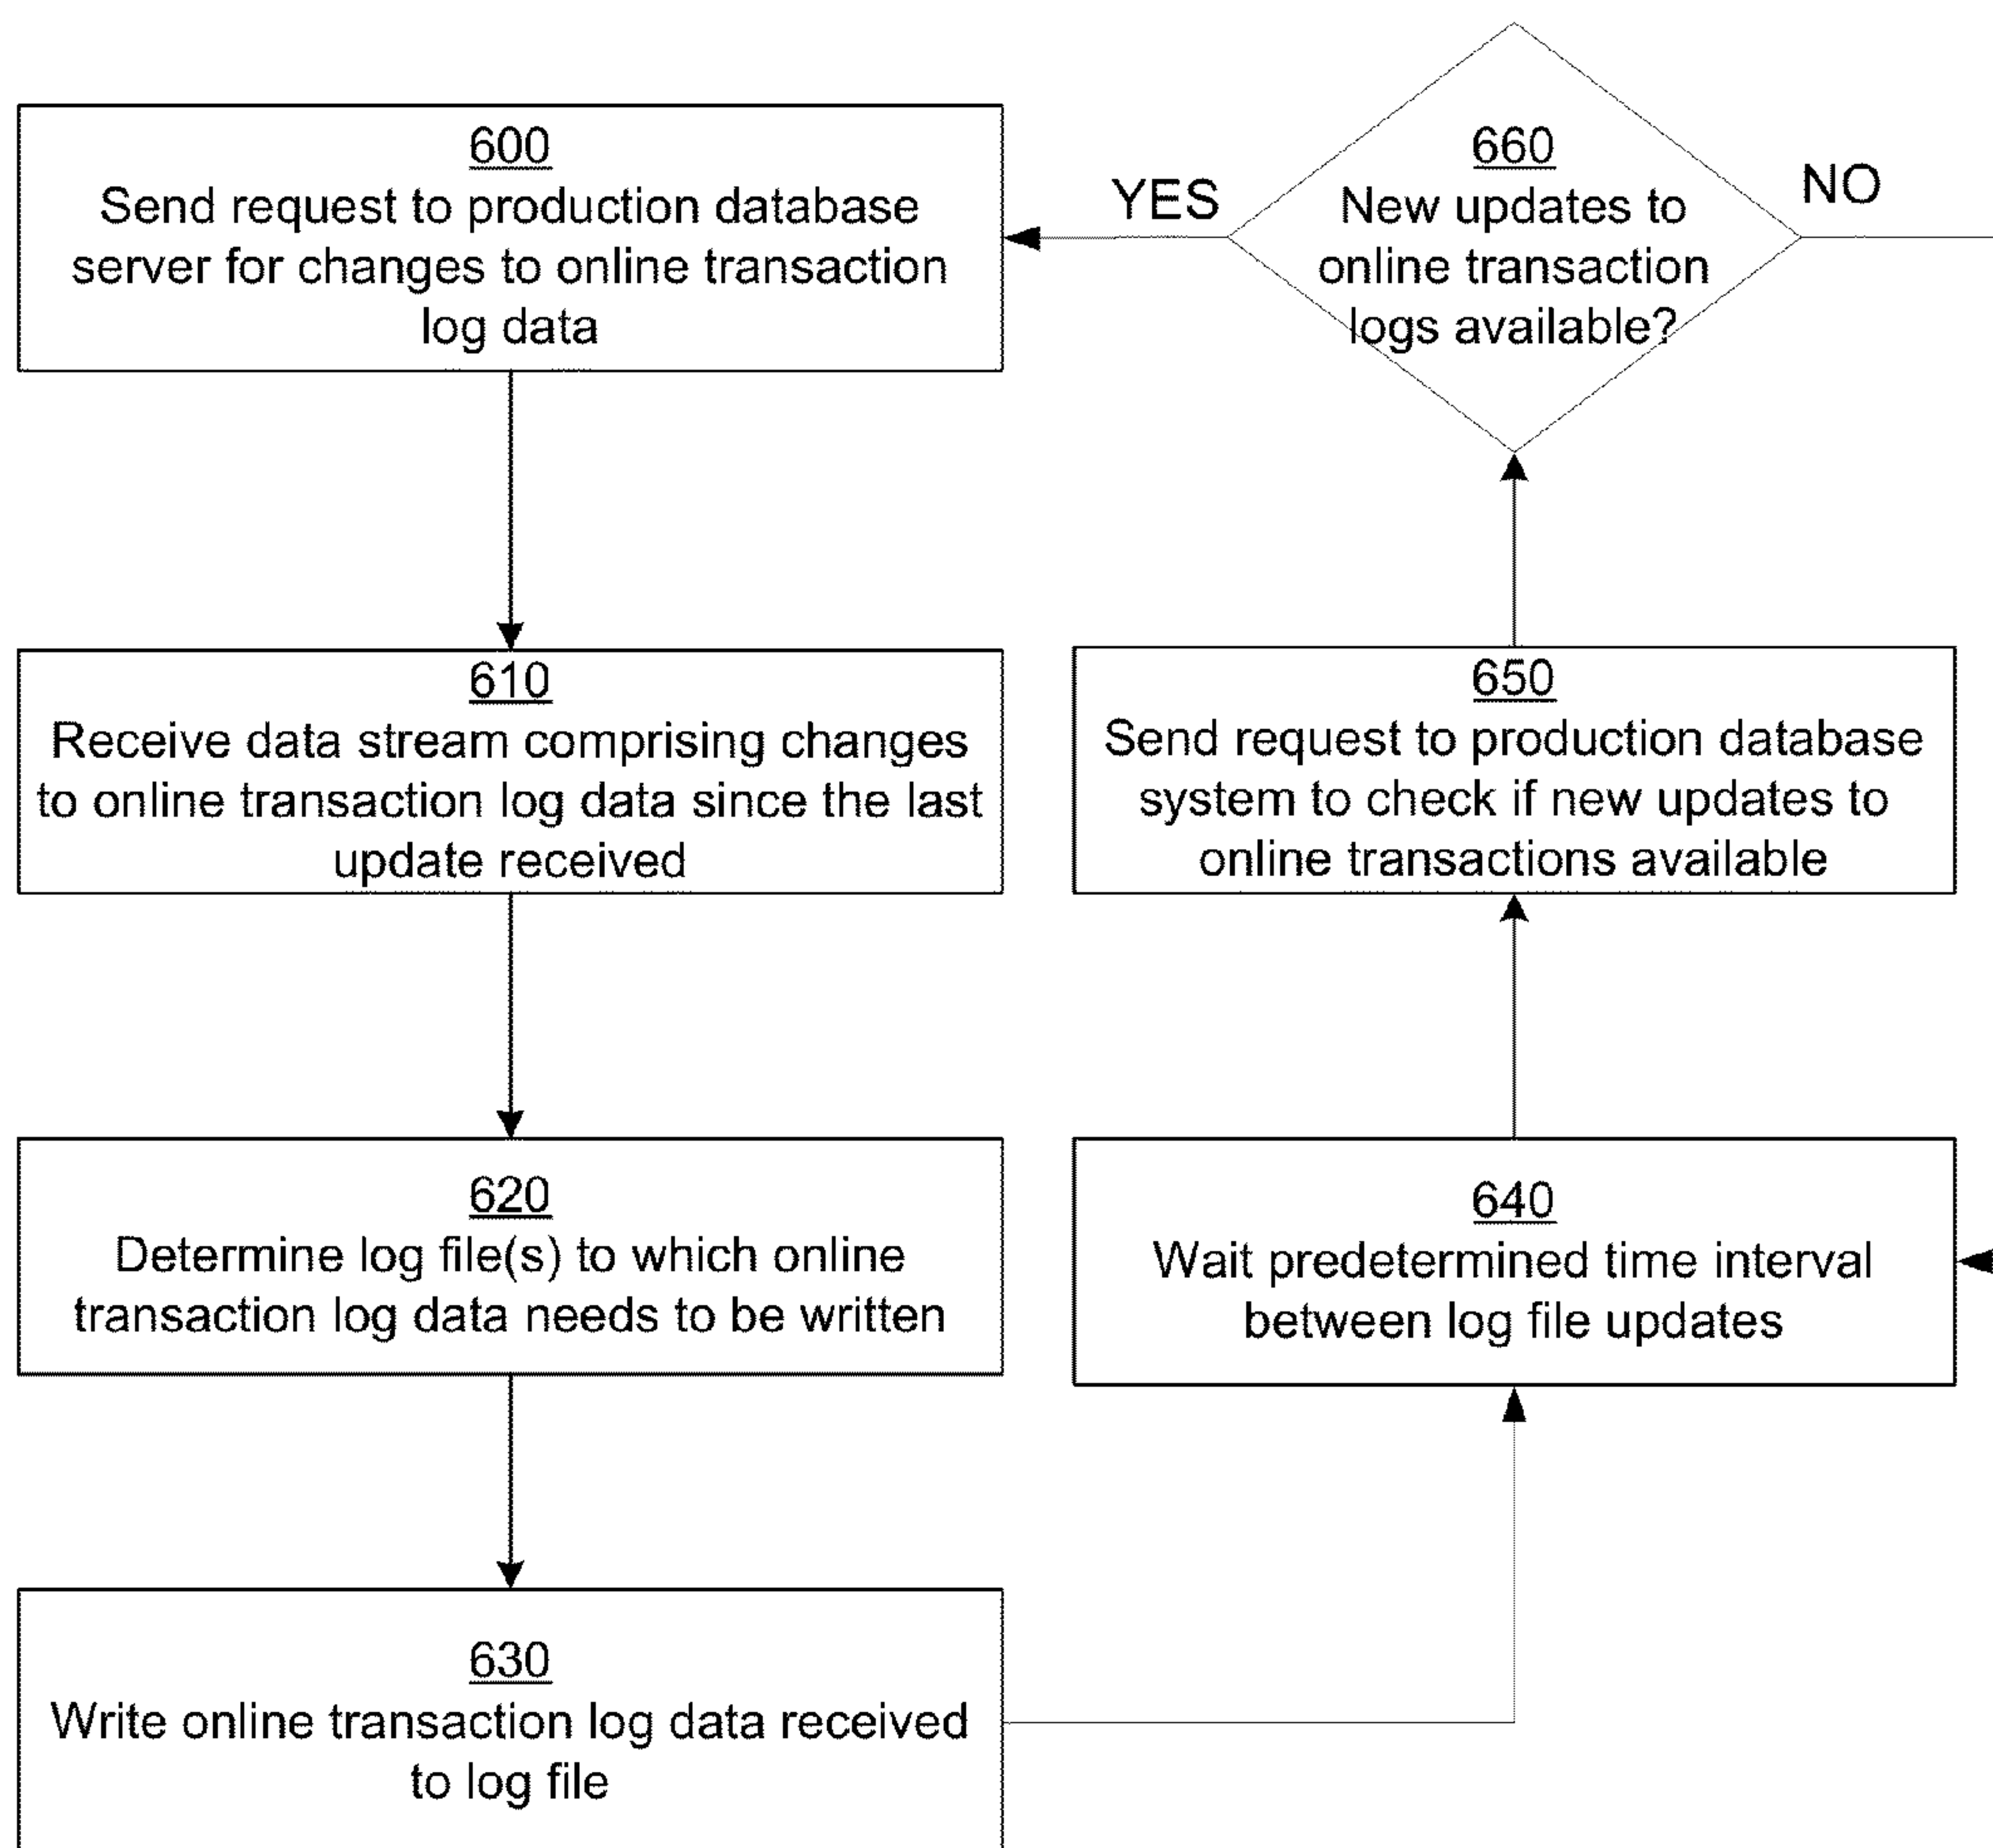 600
Send request to production database
server for changes to online transaction
log data
YES
660
New updates to
online transaction
logs available?
NO
610
Receive data stream comprising changes
to online transaction log data since the last
update received
650
Send request to production database
system to check if new updates to
online transactions available
620
Determine log file(s) to which online
transaction log data needs to be written
640
Wait predetermined time interval
between log file updates
630
Write online transaction log data received
to log file